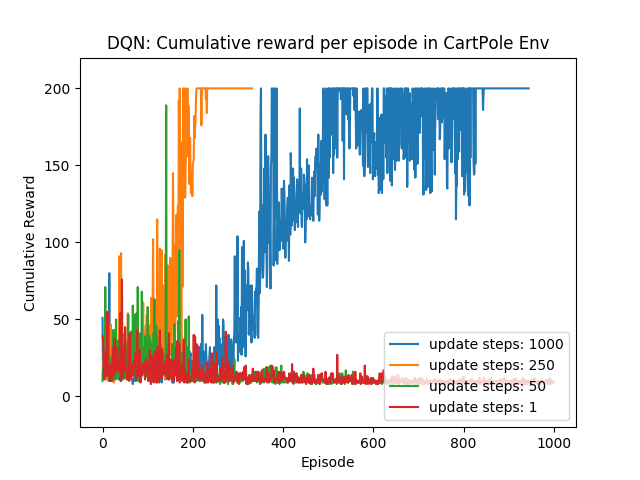 DQN: Cumulative reward per episode in CartPole Env
200
150
100
50
0
Cumulative Reward
update steps: 1000
update steps: 250
update steps: 50
update steps: 1
0 200 400 600 800 1000
Episode